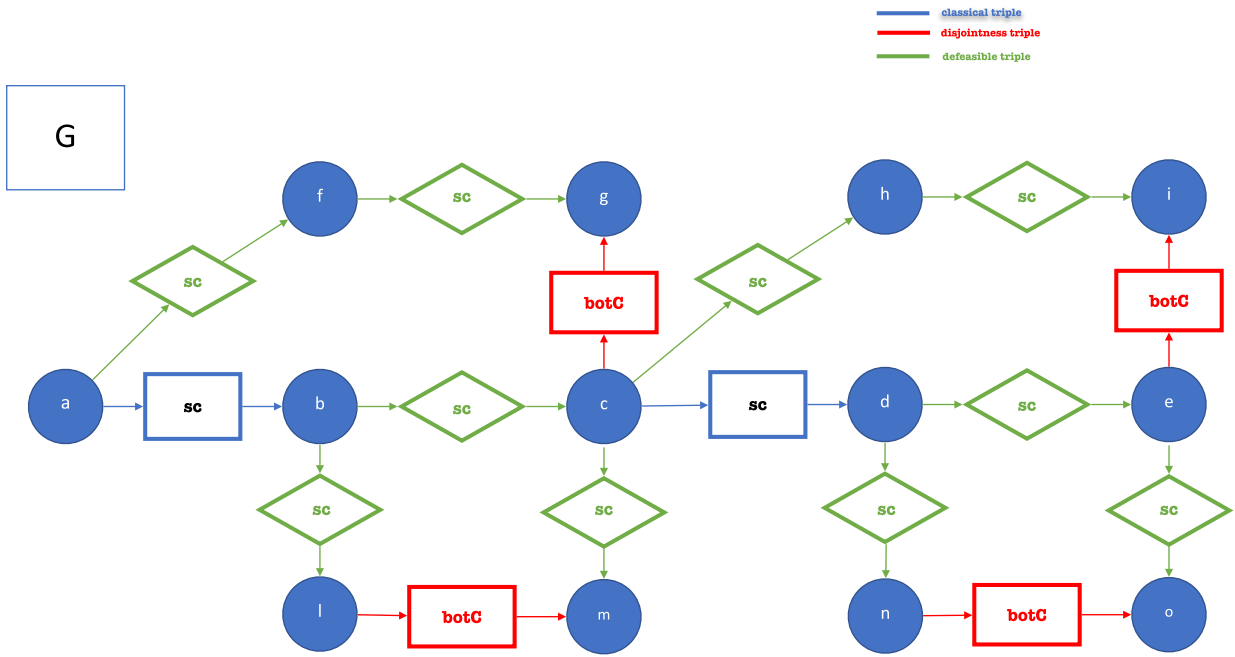 classical triple
disjointness triple
defeasible triple
G
f
sc
g
h
sc
i
sc
sc
botC
botC
a
sc
b
sc
c
sc
d
sc
e
sc
sc
sc
sc
l
botC
m
n
botC
o